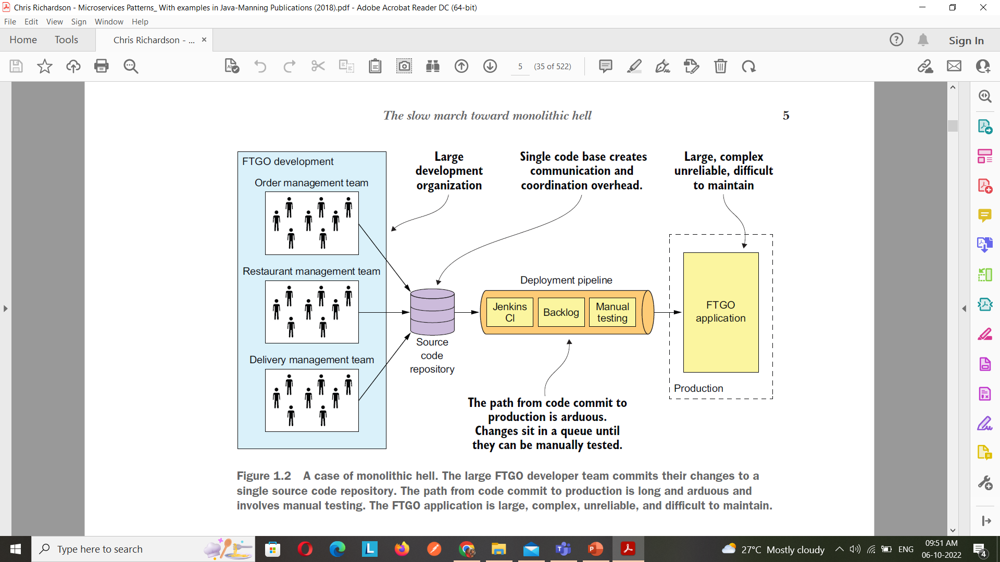 Chris Richardson - Microservices Patterns_ With examples in Java-Manning Publications (2018).pdf - Adobe Acrobat Reader DC (64-bit)
File Edit View Sign Window Help
Home Tools Chris Richardson - ... × ? Sign In
5 (35 of 522)
The slow march toward monolithic hell 5
FTGO development
Order management team
Restaurant management team
Delivery management team
Large
development
organization
Single code base creates
communication and
coordination overhead.
Large, complex
unreliable, difficult
to maintain
Source
code
repository
Deployment pipeline
Jenkins
CI
Backlog
Manual
testing
FTGO
application
Production
The path from code commit to
production is arduous.
Changes sit in a queue until
they can be manually tested.
Figure 1.2 A case of monolithic hell. The large FTGO developer team commits their changes to a
single source code repository. The path from code commit to production is long and arduous and
involves manual testing. The FTGO application is large, complex, unreliable, and difficult to maintain.
Type here to search
L
27°C Mostly cloudy
ENG
09:51 AM
06-10-2022
4